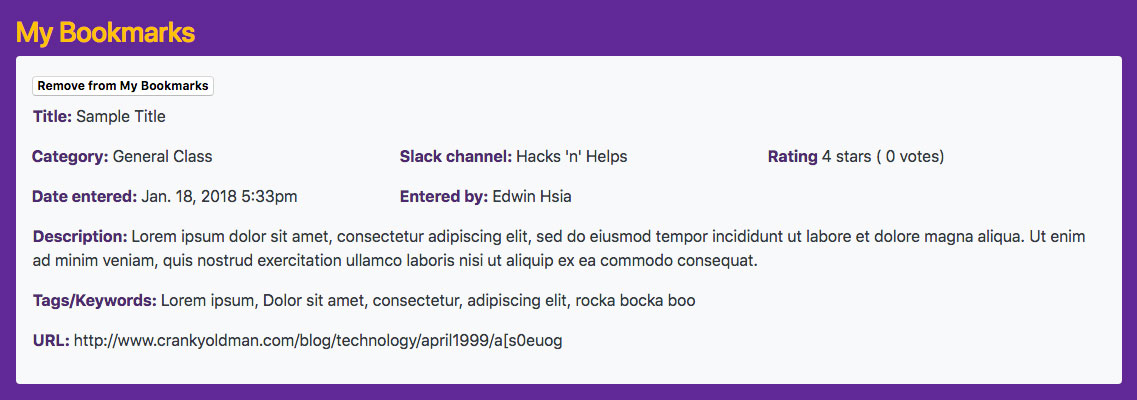 My Bookmarks
Remove from My Bookmarks
Title: Sample Title
Category: General Class Slack channel: Hacks 'n' Helps Rating 4 stars ( 0 votes)
Date entered: Jan. 18, 2018 5:33pm Entered by: Edwin Hsia
Description: Lorem ipsum dolor sit amet, consectetur adipiscing elit, sed do eiusmod tempor incididunt ut labore et dolore magna aliqua. Ut enim
ad minim veniam, quis nostrud exercitation ullamco laboris nisi ut aliquip ex ea commodo consequat.
Tags/Keywords: Lorem ipsum, Dolor sit amet, consectetur, adipiscing elit, rocka bocka boo
URL: http://www.crankyoldman.com/blog/technology/april1999/a[s0euog